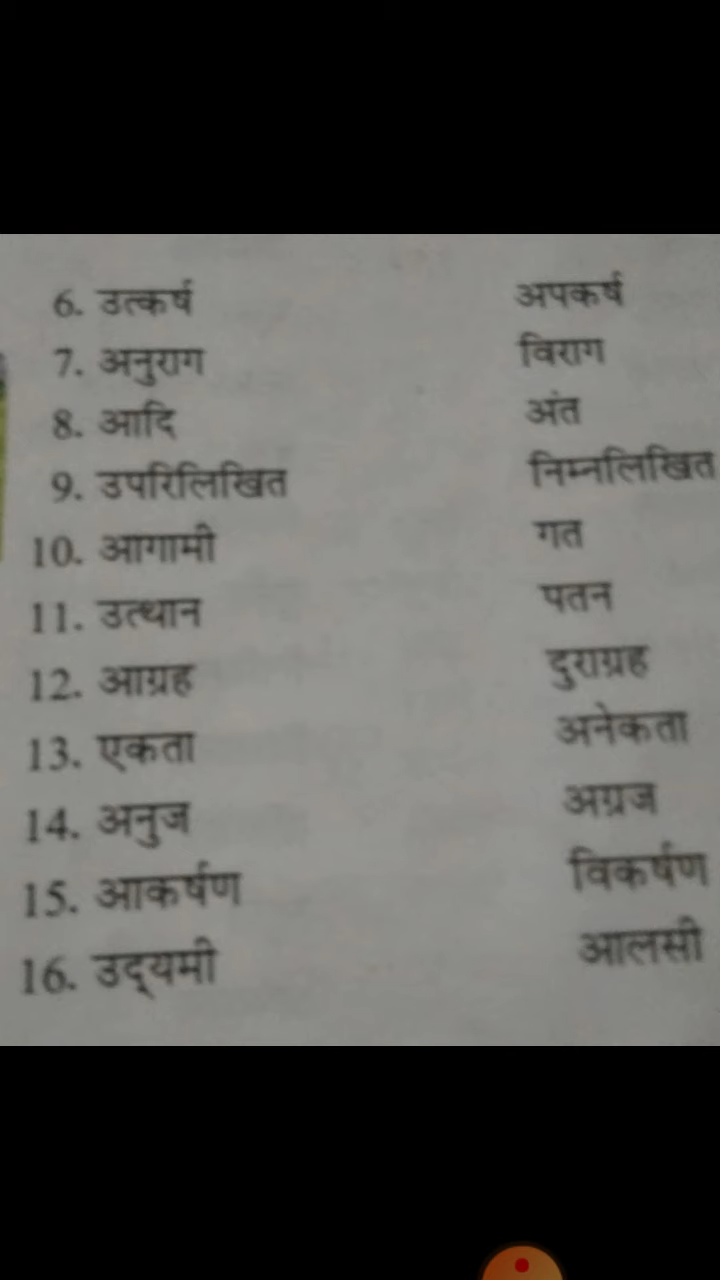 6. उत्कर्ष अपकर्ष
7. अनुराग विराग
8. आदि अंत
9. उपरिलिखित निम्नलिखित
10. आगामी गत
11. उत्थान पतन
12. आग्रह दुराग्रह
13. एकता अनेकता
14. अनुज अग्रज
15. आकर्षण विकर्षण
16. उद्‌यमी आलसी